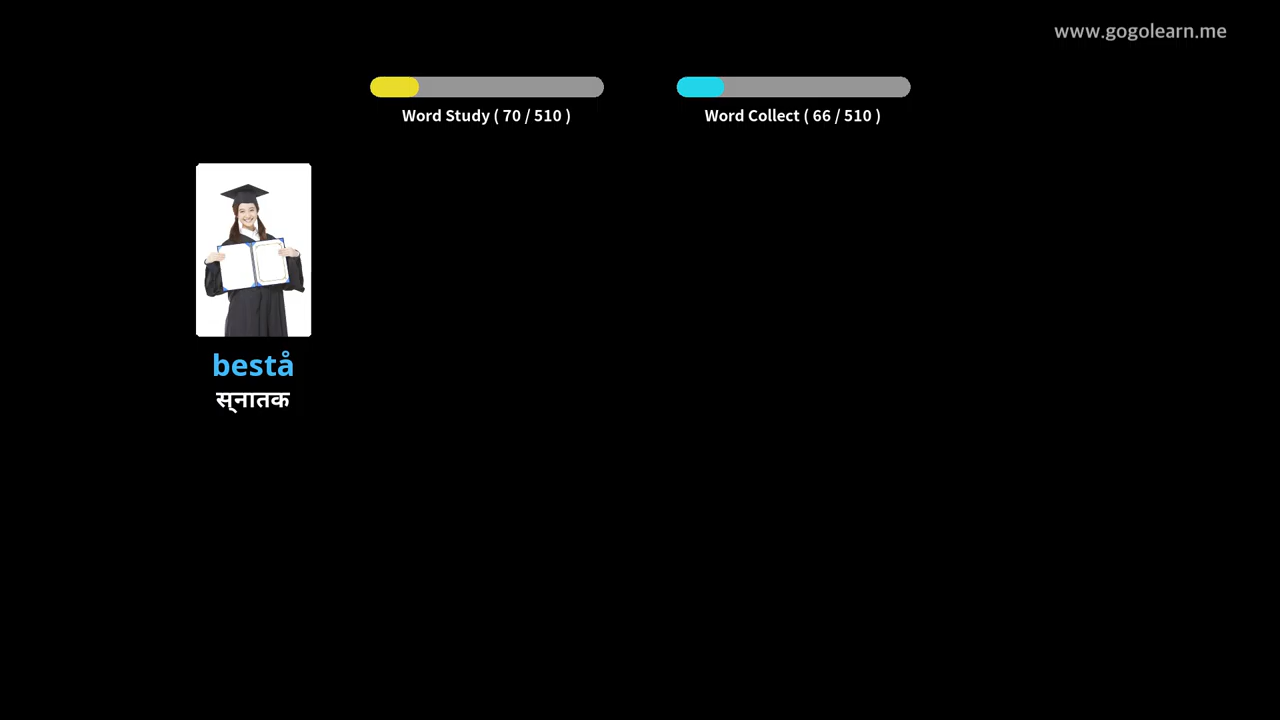 www.gogolearn.me
Word Study ( 70 / 510 )
Word Collect ( 66 / 510 )
bestå
स्नातक